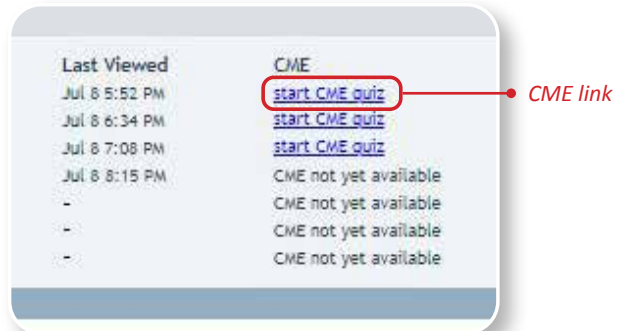 Last Viewed CME
Jul 8 5:52 PM start CME quiz CME link
Jul 8 6:34 PM start CME quiz
Jul 8 7:08 PM start CME quiz
Jul 8 8:15 PM CME not yet available
- CME not yet available
- CME not yet available
- CME not yet available